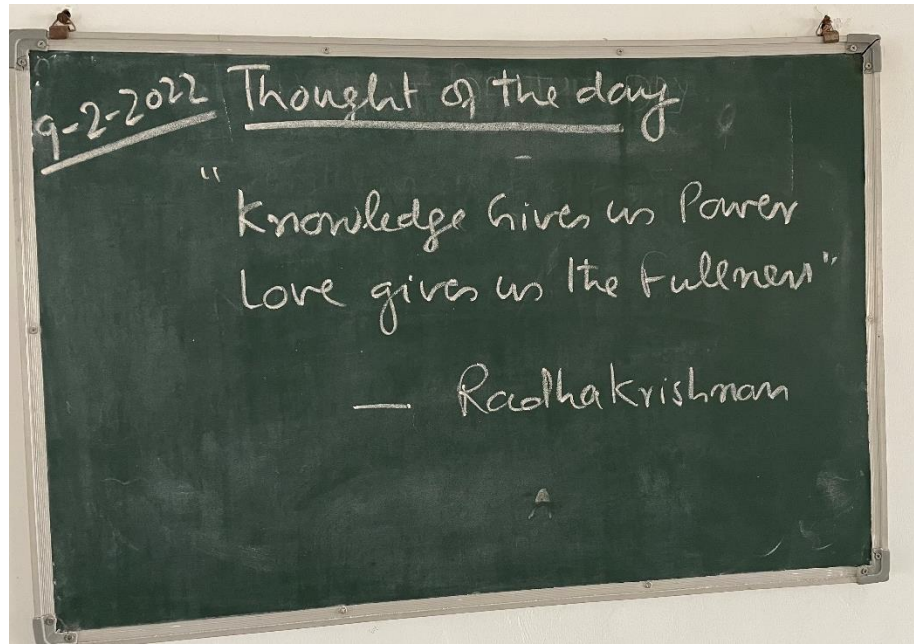 9-2-2022 Thought of the day
"Knowledge Gives us Power
Love gives us the Fullness"
— Radhakrishnan